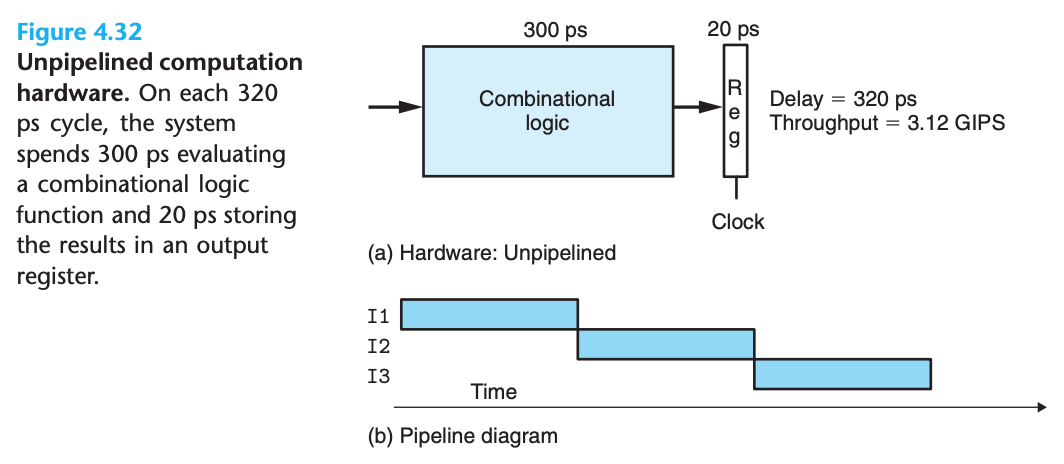 Figure 4.32
Unpipelined computation
hardware. On each 320
ps cycle, the system
spends 300 ps evaluating
a combinational logic
function and 20 ps storing
the results in an output
register.
300 ps
20 ps
Combinational
logic
Reg
Delay = 320 ps
Throughput = 3.12 GIPS
Clock
(a) Hardware: Unpipelined
I1
I2
I3
Time
(b) Pipeline diagram